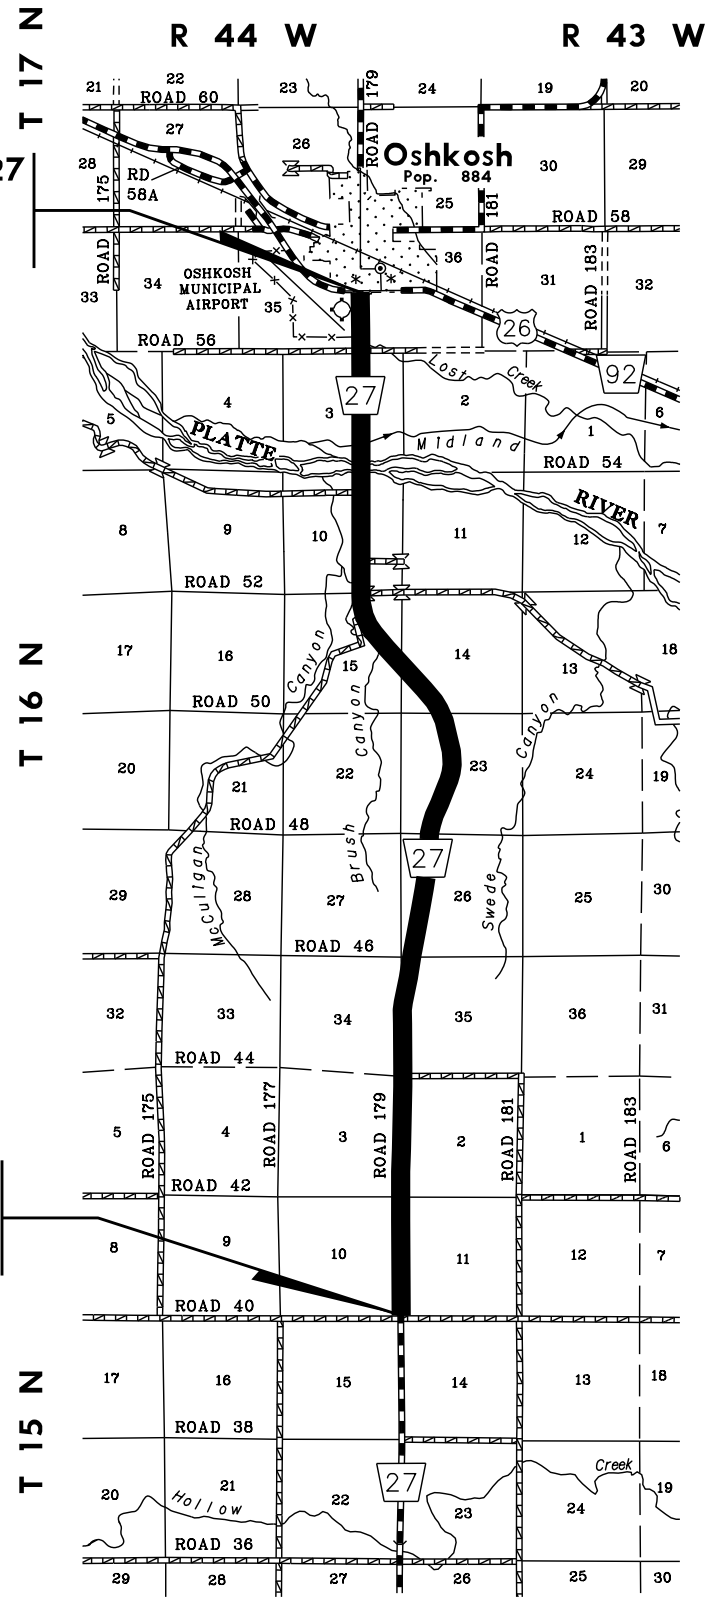 R 44 W
R 43 W
T 17 N
21
22
23
179
24
19
20
ROAD 60
27
26
ROAD
Oshkosh
Pop. 884
30
29
28
27
175
RD
58A
25
181
ROAD 58
36
ROAD
34
OSHKOSH
MUNICIPAL
AIRPORT
35
ROAD
31
ROAD 183
32
33
26
ROAD 56
92
Lost Creek
27
4
3
2
6
5
1
PLATTE
Midland
ROAD 54
RIVER
8
9
10
11
12
7
ROAD 52
T 16 N
17
16
15
14
13
18
Canyon
ROAD 50
Canyon
Canyon
20
21
22
23
24
19
ROAD 48
Brush
27
McCulligan
Swede
29
28
27
26
25
30
ROAD 46
32
33
34
35
36
31
ROAD 44
ROAD 175
ROAD 177
ROAD 179
ROAD 181
ROAD 183
5
4
3
2
1
6
ROAD 42
8
9
10
11
12
7
ROAD 40
T 15 N
17
16
15
14
13
18
ROAD 38
27
Creek
20
21
22
23
24
19
Hollow
ROAD 36
29
28
27
26
25
30